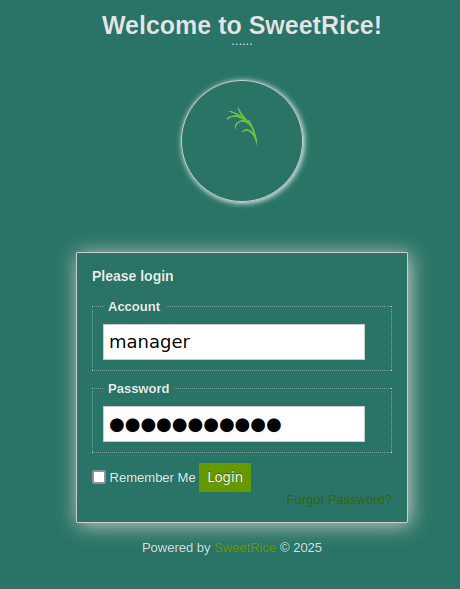 Welcome to SweetRice!
......
Please login
Account
manager
Password
●●●●●●●●●●●
Remember Me Login
Forgot Password?
Powered by SweetRice © 2025